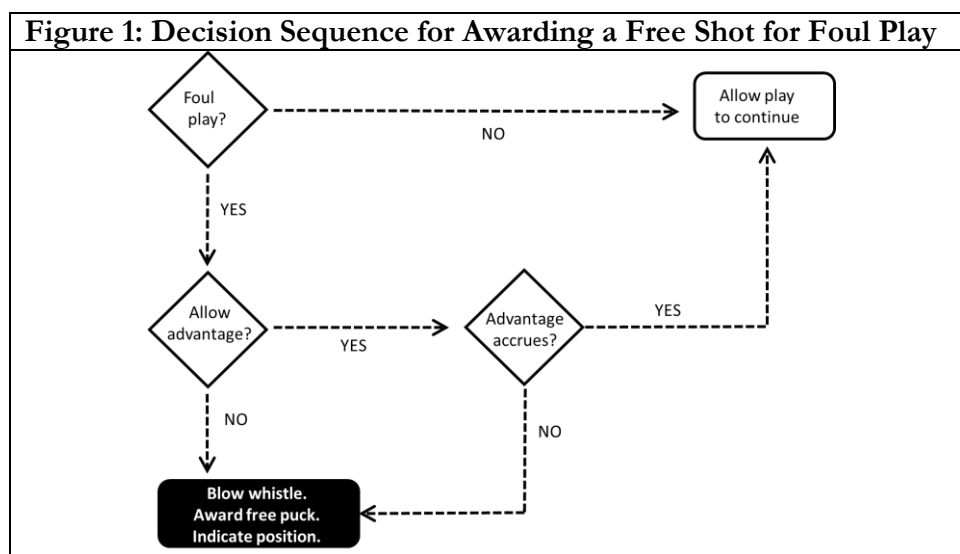 Figure 1: Decision Sequence for Awarding a Free Shot for Foul Play
Foul
play?
NO
Allow play
to continue
YES
Allow
advantage?
YES
Advantage
accrues?
YES
NO
NO
Blow whistle.
Award free puck.
Indicate position.